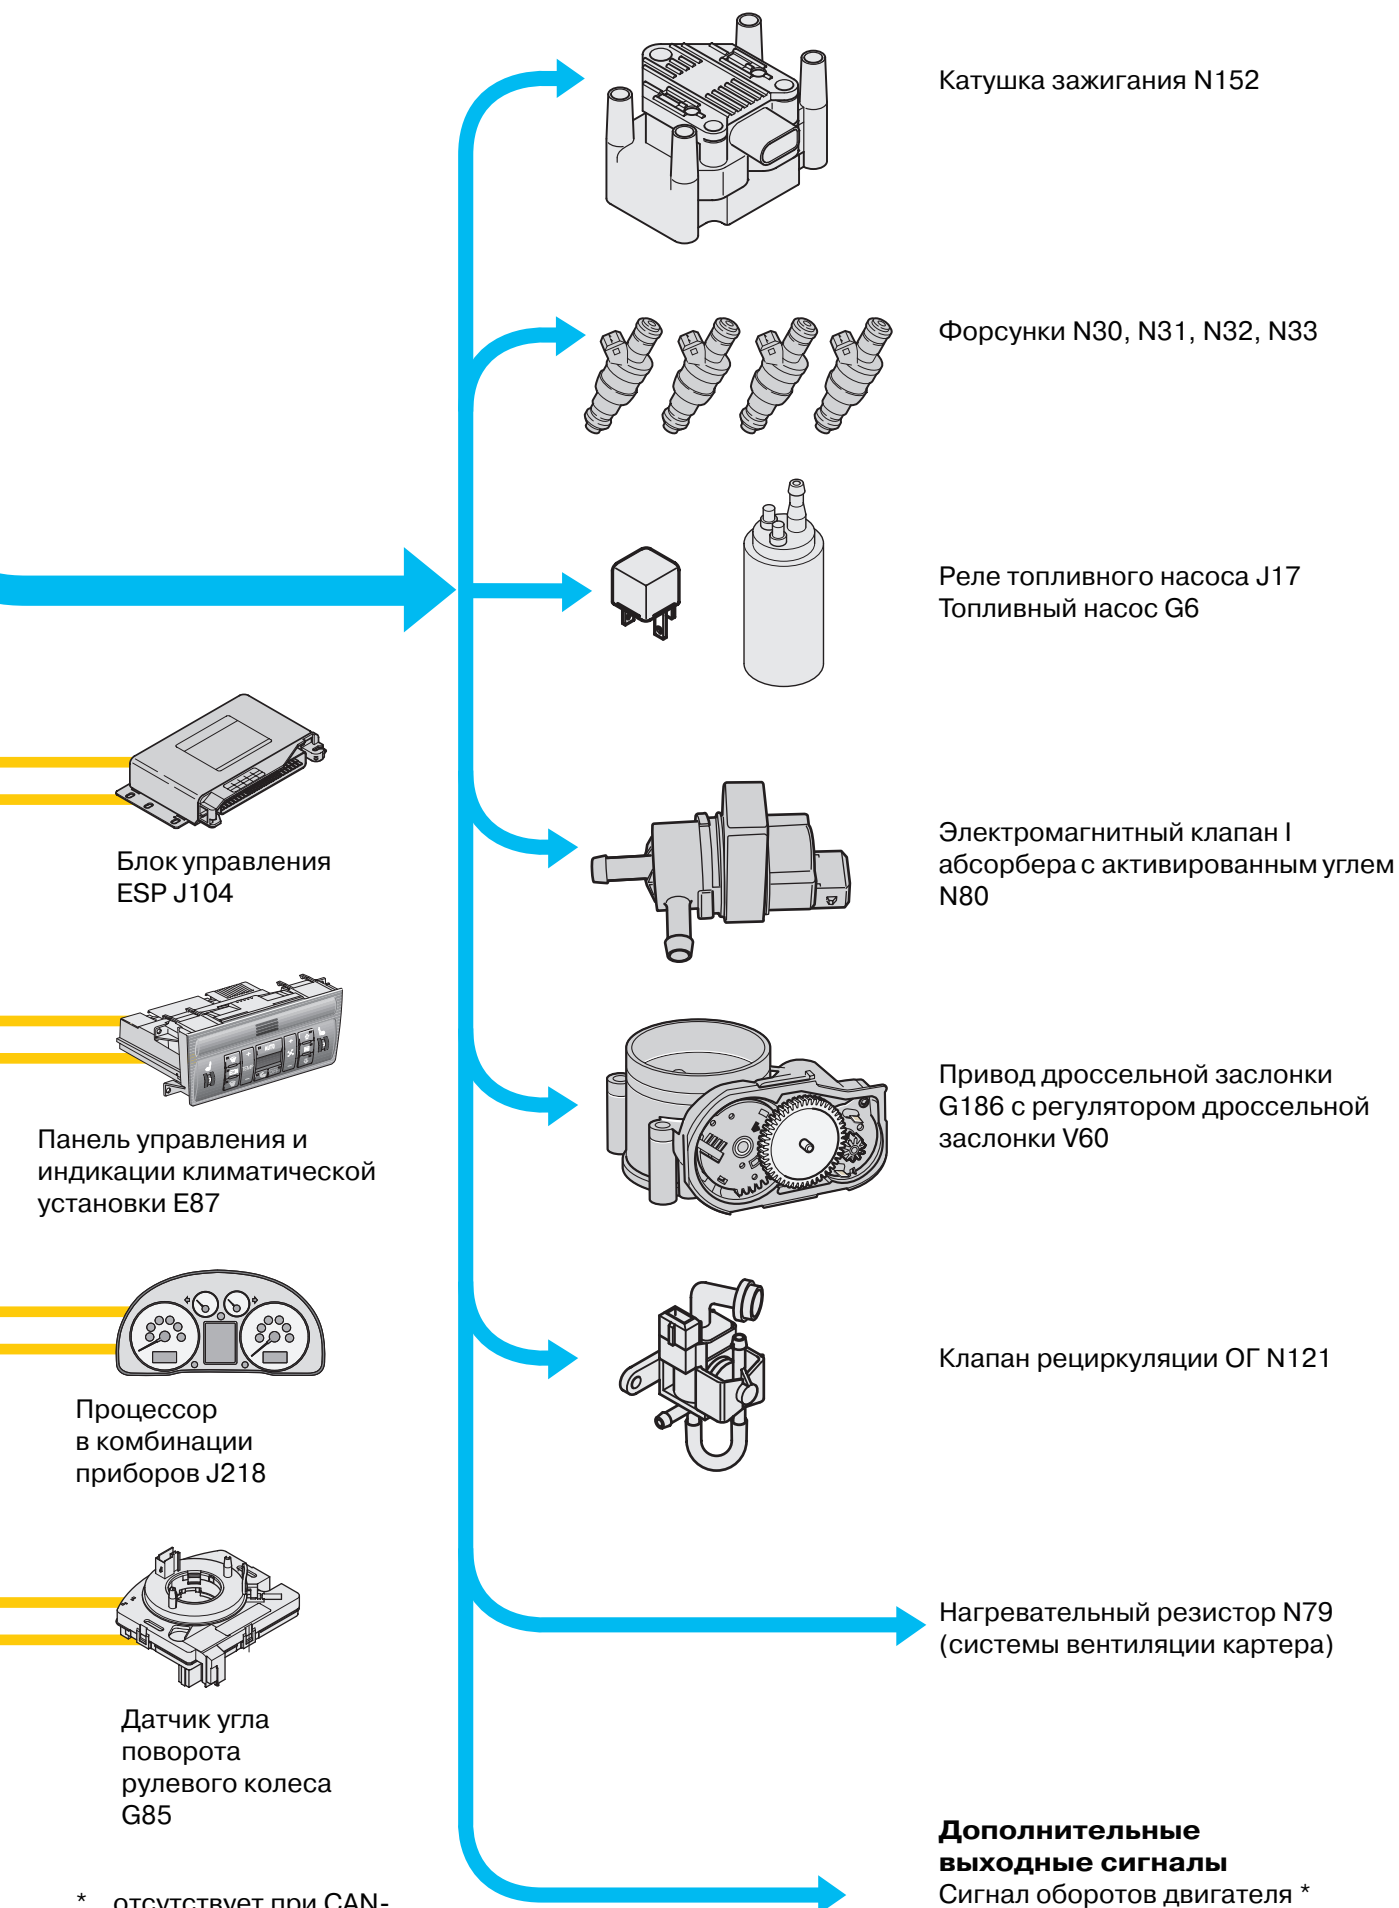 Катушка зажигания N152
Форсунки N30, N31, N32, N33
Реле топливного насоса J17
Топливный насос G6
Электромагнитный клапан I
абсорбера с активированным углем
N80
Привод дроссельной заслонки
G186 с регулятором дроссельной
заслонки V60
Клапан рециркуляции ОГ N121
Нагревательный резистор N79
(системы вентиляции картера)
Дополнительные
выходные сигналы
Сигнал оборотов двигателя *
Блок управления
ESP J104
Панель управления и
индикации климатической
установки E87
Процессор
в комбинации
приборов J218
Датчик угла
поворота
рулевого колеса
G85
* отсутствует при CAN-